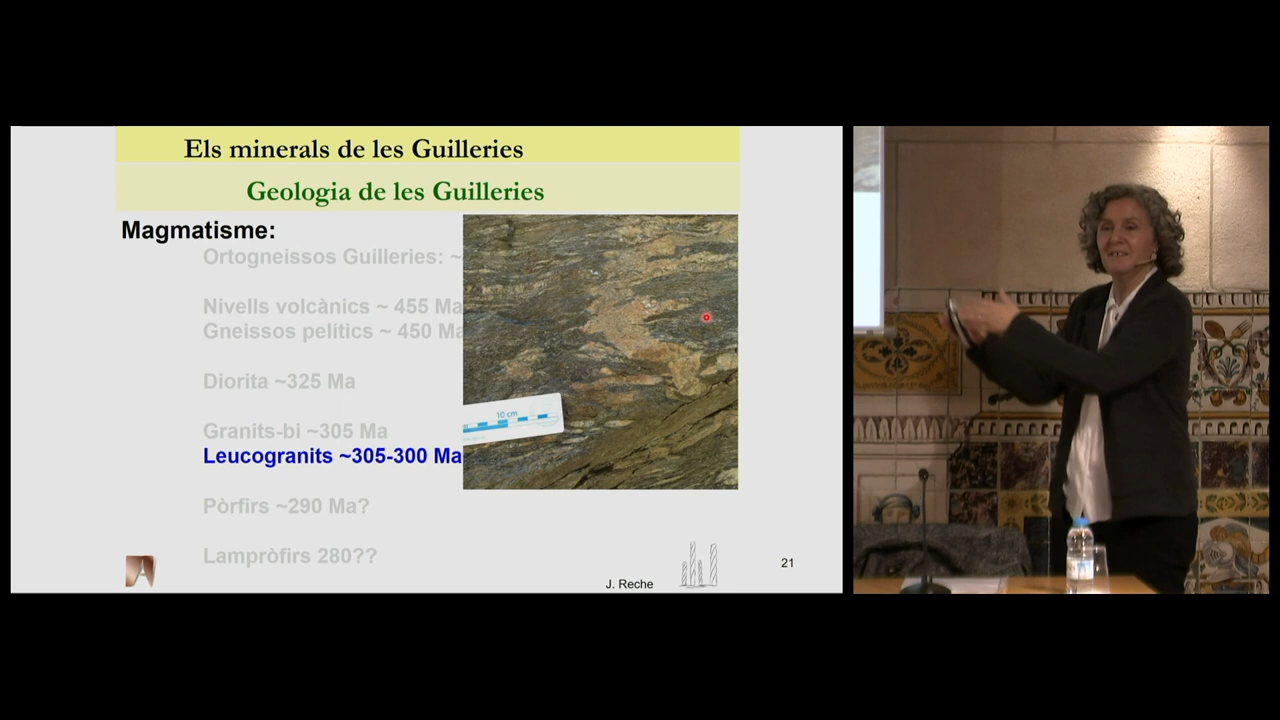 Els minerals de les Guilleries
Geologia de les Guilleries
Magmatisme:
Ortogneissos Guilleries: ~
Nivells volcànics ~ 455 Ma
Gneissos pelítics ~ 450 Ma
Diorita ~325 Ma
Granits-bi ~305 Ma
Leucogranits ~305-300 Ma
Pòrfirs ~290 Ma?
Lampròfirs 280??
10 cm
J. Reche
21